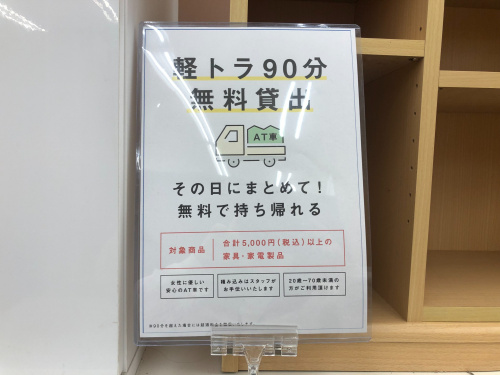 軽トラ90分
無料貸出
AT車
その日にまとめて!
無料で持ち帰れる
対象商品
合計5,000円(税込)以上の
家具・家電製品
女性に優しい
安心のAT車です
積み込みはスタッフが
お手伝いいたします
20歳〜70歳未満の
方がご利用頂けます